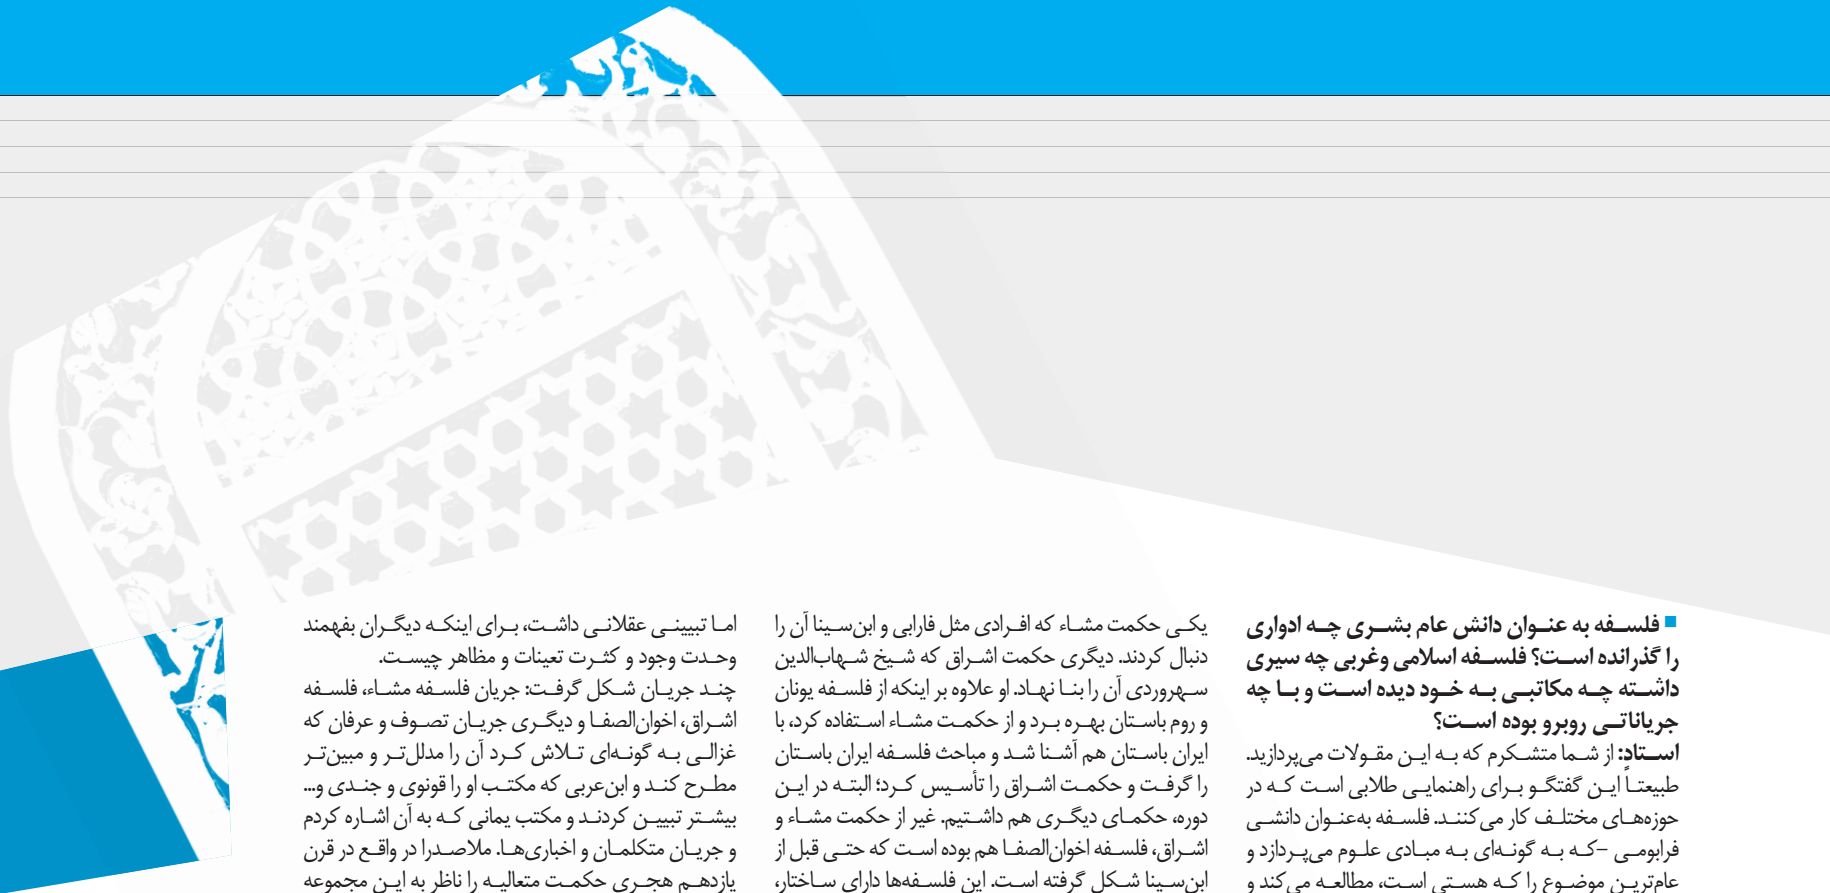 ■ فلسفه به عنوان دانش عام بشری چه ادواری
را گذرانده است؟ فلسفه اسلامی وغربی چه سیری
داشته چه مکاتبی به خود دیده است و با چه
جریاناتی روبرو بوده است؟
استاد: از شما متشکرم که به این مقولات می‌پردازید.
طبیعتاً این گفتگو برای راهنمایی طلابی است که در
حوزه‌های مختلف کار می‌کنند. فلسفه به‌عنوان دانشی
فرابومی –که به گونه‌ای به مبادی علوم می‌پردازد و
عام‌ترین موضوع را که هستی است، مطالعه می‌کند و
یکی حکمت مشاء که افرادی مثل فارابی و ابن‌سینا آن را
دنبال کردند. دیگری حکمت اشراق که شیخ شهاب‌الدین
سهروردی آن را بنا نهاد. او علاوه بر اینکه از فلسفه یونان
و روم باستان بهره برد و از حکمت مشاء استفاده کرد، با
ایران باستان هم آشنا شد و مباحث فلسفه ایران باستان
را گرفت و حکمت اشراق را تأسیس کرد؛ البته در این
دوره، حکمای دیگری هم داشتیم. غیر از حکمت مشاء و
اشراق، فلسفه اخوان‌الصفا هم بوده است که حتی قبل از
ابن‌سینا شکل گرفته است. این فلسفه‌ها دارای ساختار،
اما تبیینی عقلانی داشت، برای اینکه دیگران بفهمند
وحدت وجود و کثرت تعینات و مظاهر چیست.
چند جریان شکل گرفت: جریان فلسفه مشاء، فلسفه
اشراق، اخوان‌الصفا و دیگری جریان تصوف و عرفان که
غزالی به گونه‌ای تلاش کرد آن را مدلل‌تر و مبین‌تر
مطرح کند و ابن‌عربی که مکتب او را قونوی و جندی و...
بیشتر تبیین کردند و مکتب یمانی که به آن اشاره کردم
و جریان متکلمان و اخباری‌ها. ملاصدرا در واقع در قرن
یازدهم هجری حکمت متعالیه را ناظر به این مجموعه